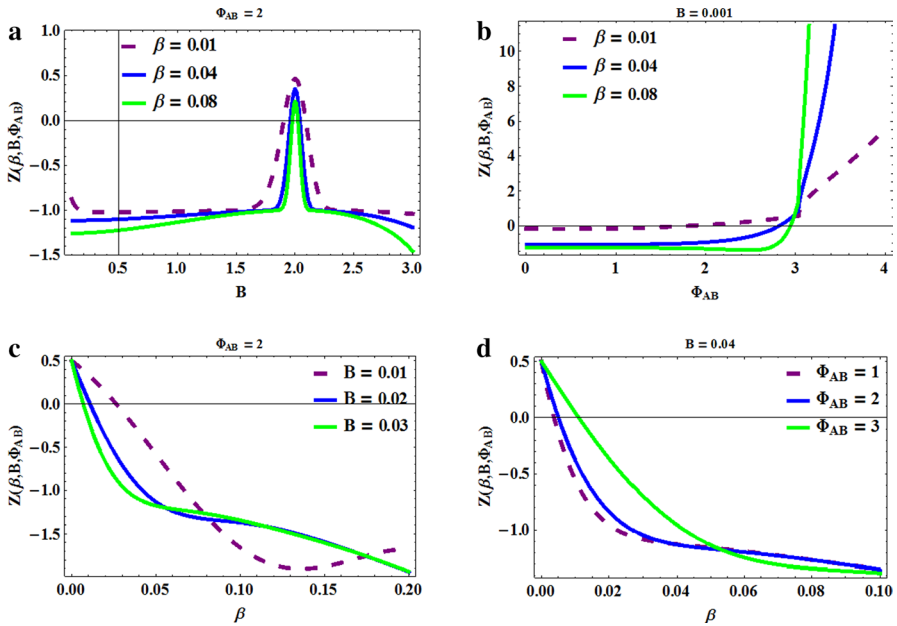 a
Φ_AB = 2
β = 0.01
β = 0.04
β = 0.08
Z(β,B,Φ_AB)
1.0
0.5
0.0
−0.5
−1.0
−1.5
0.5 1.0 1.5 2.0 2.5 3.0
B
b
B = 0.001
β = 0.01
β = 0.04
β = 0.08
Z(β,B,Φ_AB)
10
8
6
4
2
0
−2
0 1 2 3 4
Φ_AB
c
Φ_AB = 2
B = 0.01
B = 0.02
B = 0.03
Z(β,B,Φ_AB)
0.5
0.0
−0.5
−1.0
−1.5
0.00 0.05 0.10 0.15 0.20
β
d
B = 0.04
Φ_AB = 1
Φ_AB = 2
Φ_AB = 3
Z(β,B,Φ_AB)
0.5
0.0
−0.5
−1.0
0.00 0.02 0.04 0.06 0.08 0.10
β